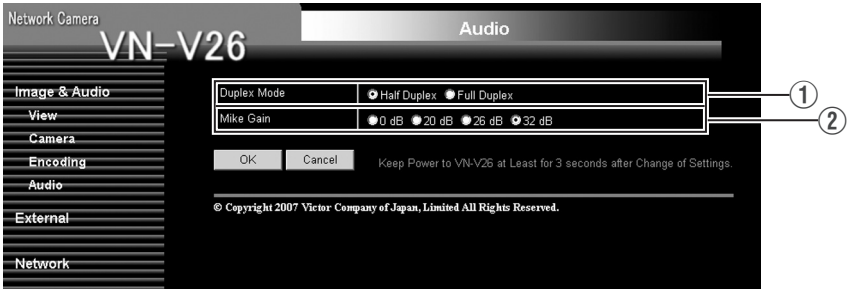 Network Camera
VN-V26
Audio
Image & Audio
View
Camera
Encoding
Audio
External
Network
Duplex Mode
Half Duplex Full Duplex
①
Mike Gain
0 dB 20 dB 26 dB 32 dB
②
OK Cancel Keep Power to VN-V26 at Least for 3 seconds after Change of Settings.
© Copyright 2007 Victor Company of Japan, Limited All Rights Reserved.